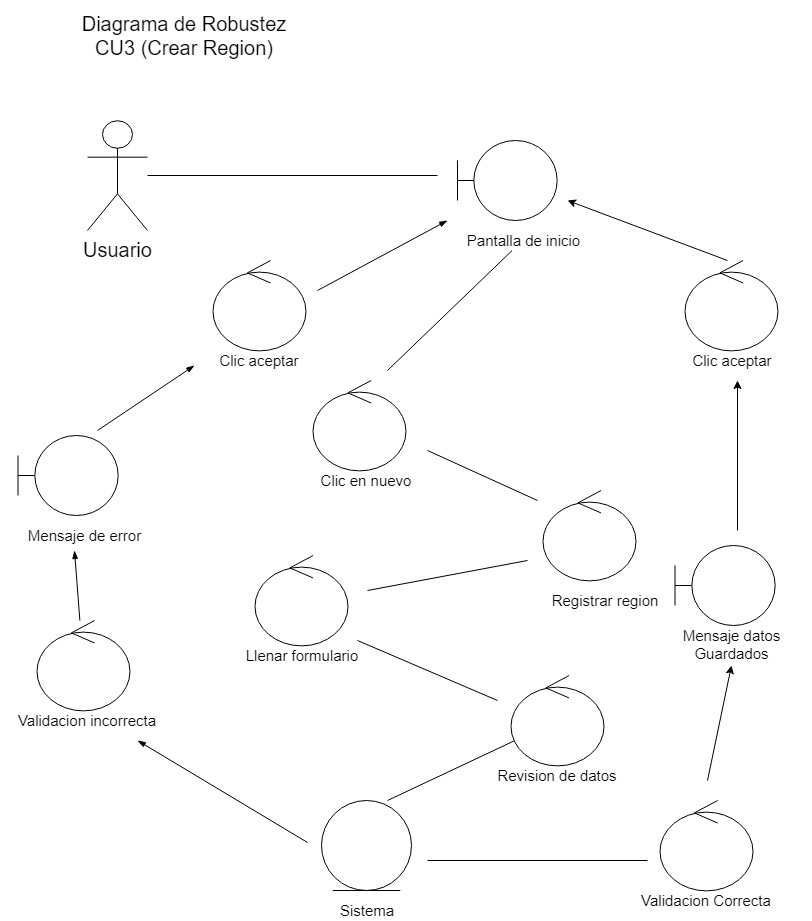 Diagrama de Robustez
CU3 (Crear Region)
Usuario
Pantalla de inicio
Clic aceptar
Clic aceptar
Clic en nuevo
Mensaje de error
Registrar region
Mensaje datos
Guardados
Llenar formulario
Validacion incorrecta
Revision de datos
Sistema
Validacion Correcta